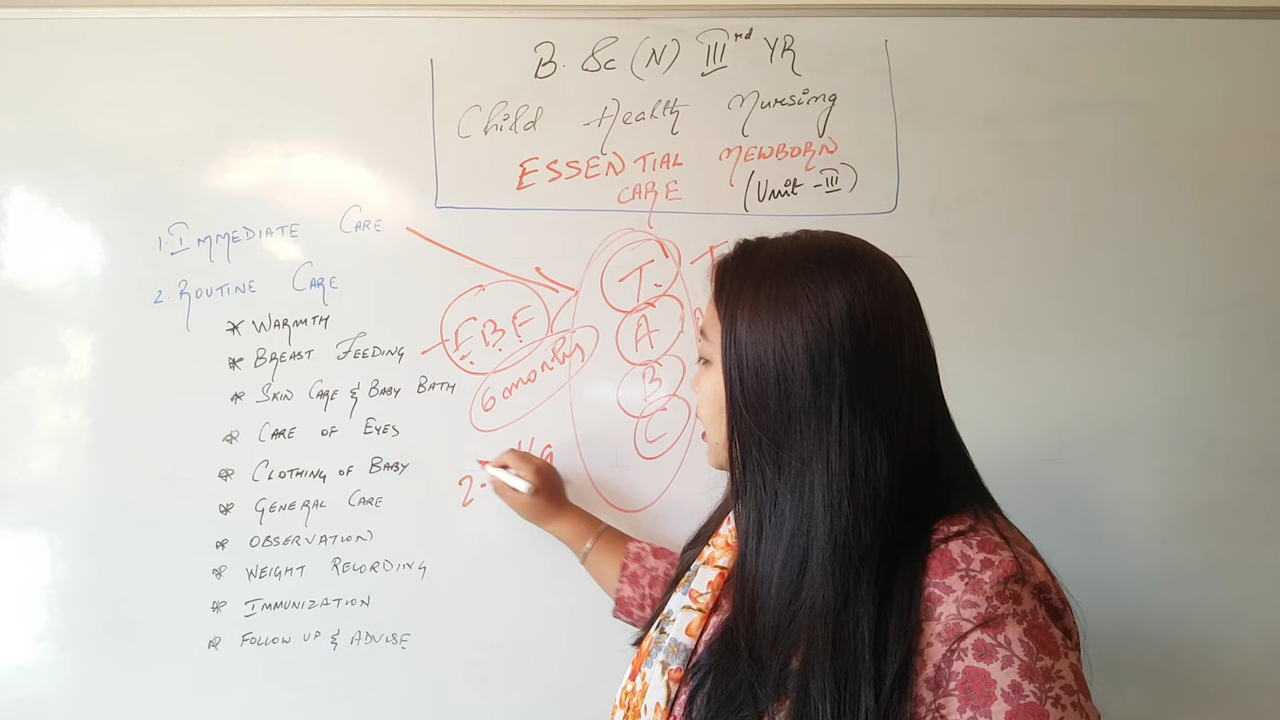 B. Sc (N) IIIrd YR
Child Health Nursing
ESSENTIAL NEWBORN
CARE (Unit-III)
1. IMMEDIATE CARE
2. ROUTINE CARE
* WARMTH
* BREAST FEEDING
* SKIN CARE & BABY BATH
* CARE OF EYES
* CLOTHING OF BABY
* GENERAL CARE
* OBSERVATION
* WEIGHT RECORDING
* IMMUNIZATION
* FOLLOW UP & ADVISE
EBF
6 months
T.
A
B
C
T